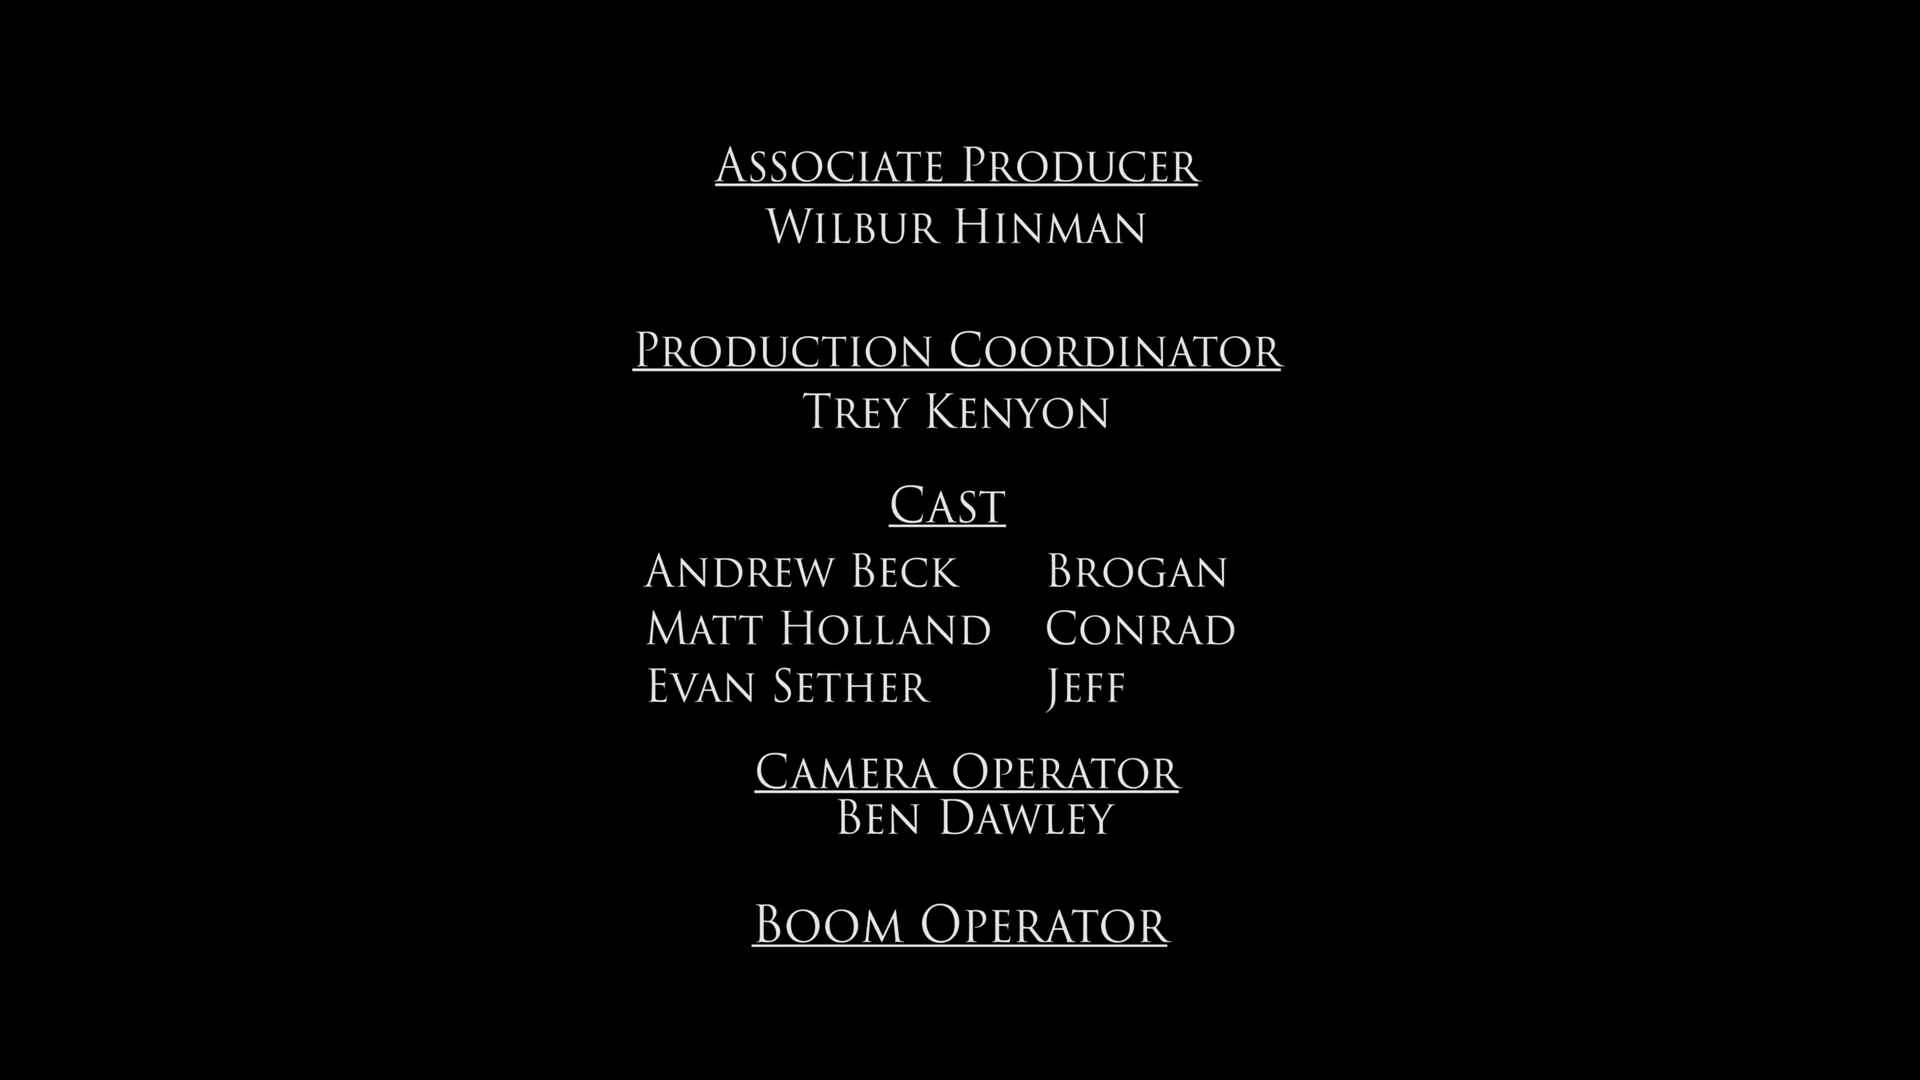 Associate Producer
Wilbur Hinman
Production Coordinator
Trey Kenyon
Cast
Andrew Beck Brogan
Matt Holland Conrad
Evan Sether Jeff
Camera Operator
Ben Dawley
Boom Operator